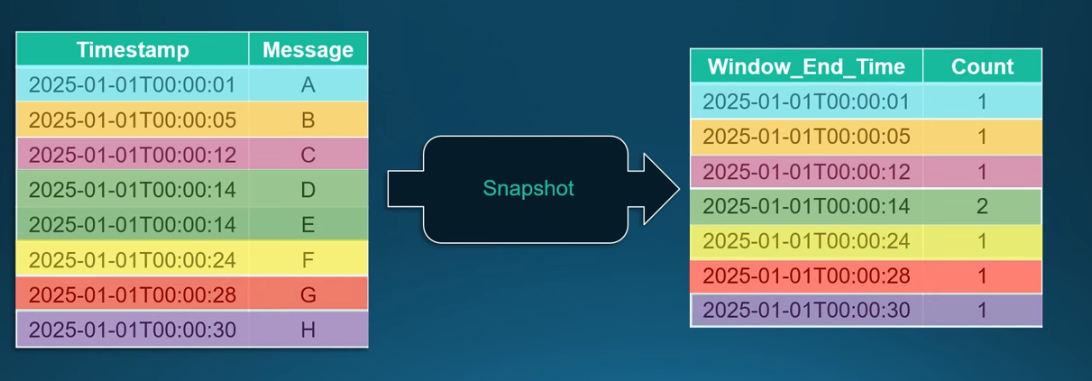 Timestamp Message
2025-01-01T00:00:01 A
2025-01-01T00:00:05 B
2025-01-01T00:00:12 C
2025-01-01T00:00:14 D
2025-01-01T00:00:14 E
2025-01-01T00:00:24 F
2025-01-01T00:00:28 G
2025-01-01T00:00:30 H
Snapshot
Window_End_Time Count
2025-01-01T00:00:01 1
2025-01-01T00:00:05 1
2025-01-01T00:00:12 1
2025-01-01T00:00:14 2
2025-01-01T00:00:24 1
2025-01-01T00:00:28 1
2025-01-01T00:00:30 1